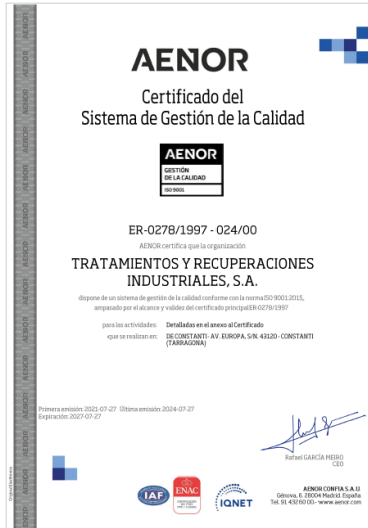 AENOR
Certificado del
Sistema de Gestión de la Calidad
AENOR
GESTIÓN
DE LA CALIDAD
ISO 9001
ER-0278/1997 - 024/00
AENOR certifica que la organización
TRATAMIENTOS Y RECUPERACIONES
INDUSTRIALES, S.A.
dispone de un sistema de gestión de la calidad conforme con la norma ISO 9001:2015,
amparado por el alcance y validez del certificado principal ER-0278/1997
para las actividades: Detalladas en el anexo al Certificado
que se realizan en: DE CONSTANTI- AV. EUROPA, S/N. 43120 - CONSTANTI
(TARRAGONA)
Primera emisión: 2021-07-27 Última emisión: 2024-07-27
Expiración: 2027-07-27
Rafael GARCÍA MEIRO
CEO
IAF
ENAC
IQNET
AENOR CONFIA S.A.U
Génova, 6. 28004 Madrid. España
Tel. 91 432 60 00.- www.aenor.com